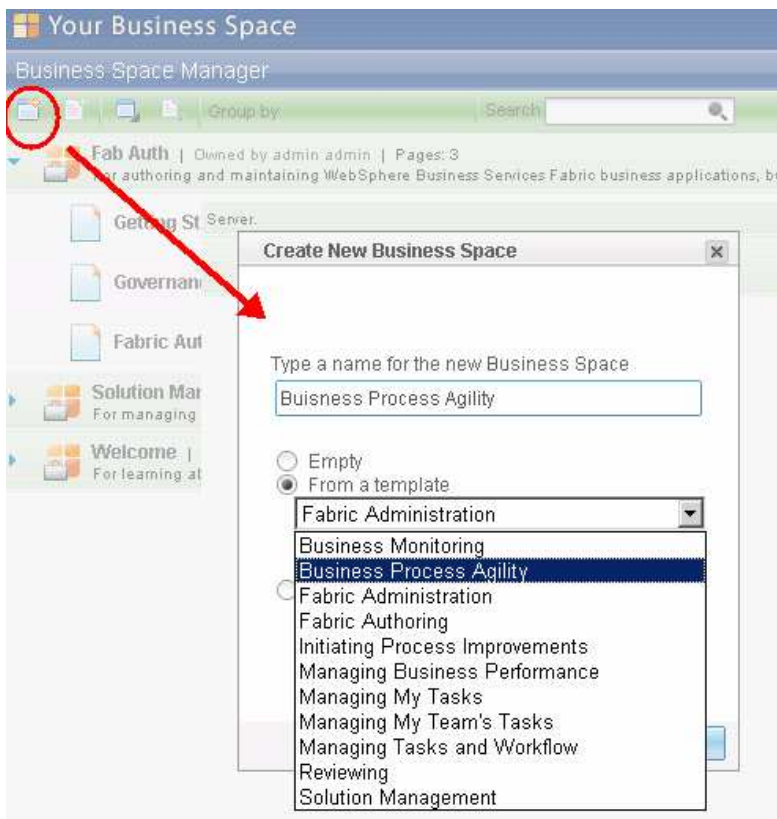 Your Business Space
Business Space Manager
Group by
Search
Fab Auth | Owned by admin admin | Pages: 3
For authoring and maintaining WebSphere Business Services Fabric business applications, b
Getting St
Server.
Create New Business Space
Governan
Fabric Aut
Type a name for the new Business Space
Solution Mar
For managing
Buisness Process Agility
Welcome |
For learning al
Empty
From a template
Fabric Administration
Business Monitoring
Business Process Agility
Fabric Administration
Fabric Authoring
Initiating Process Improvements
Managing Business Performance
Managing My Tasks
Managing My Team's Tasks
Managing Tasks and Workflow
Reviewing
Solution Management